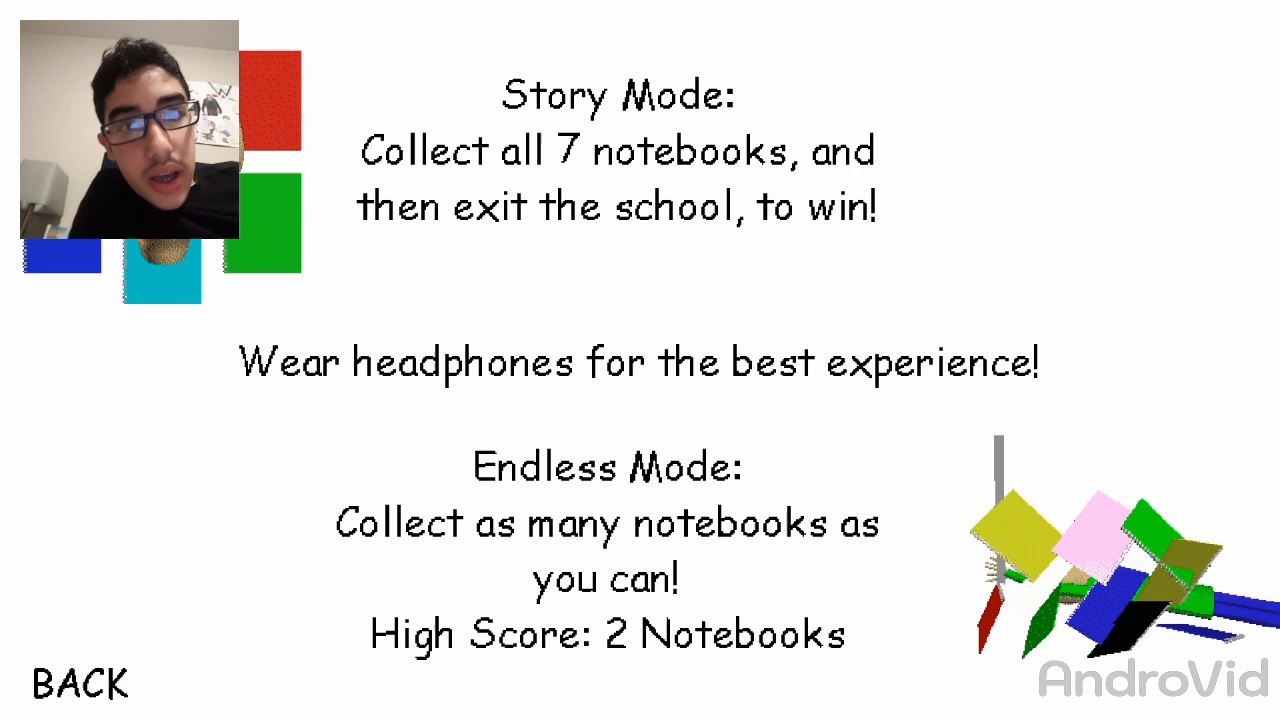 Story Mode:
Collect all 7 notebooks, and
then exit the school, to win!
Wear headphones for the best experience!
Endless Mode:
Collect as many notebooks as
you can!
High Score: 2 Notebooks
BACK
AndroVid